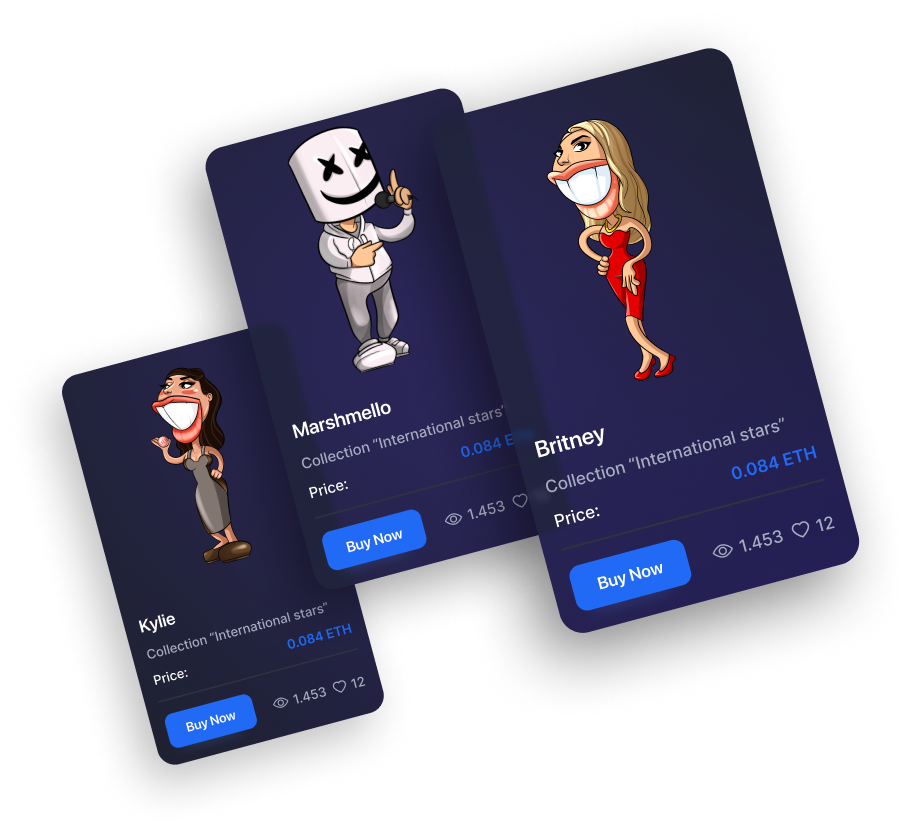 Kylie
Collection “International stars”
0.084 ETH
Price:
Buy Now
1.453
12
Marshmello
Collection “International stars”
0.084 E
Price:
Buy Now
1.453
Britney
Collection “International stars”
0.084 ETH
Price:
Buy Now
1.453
12